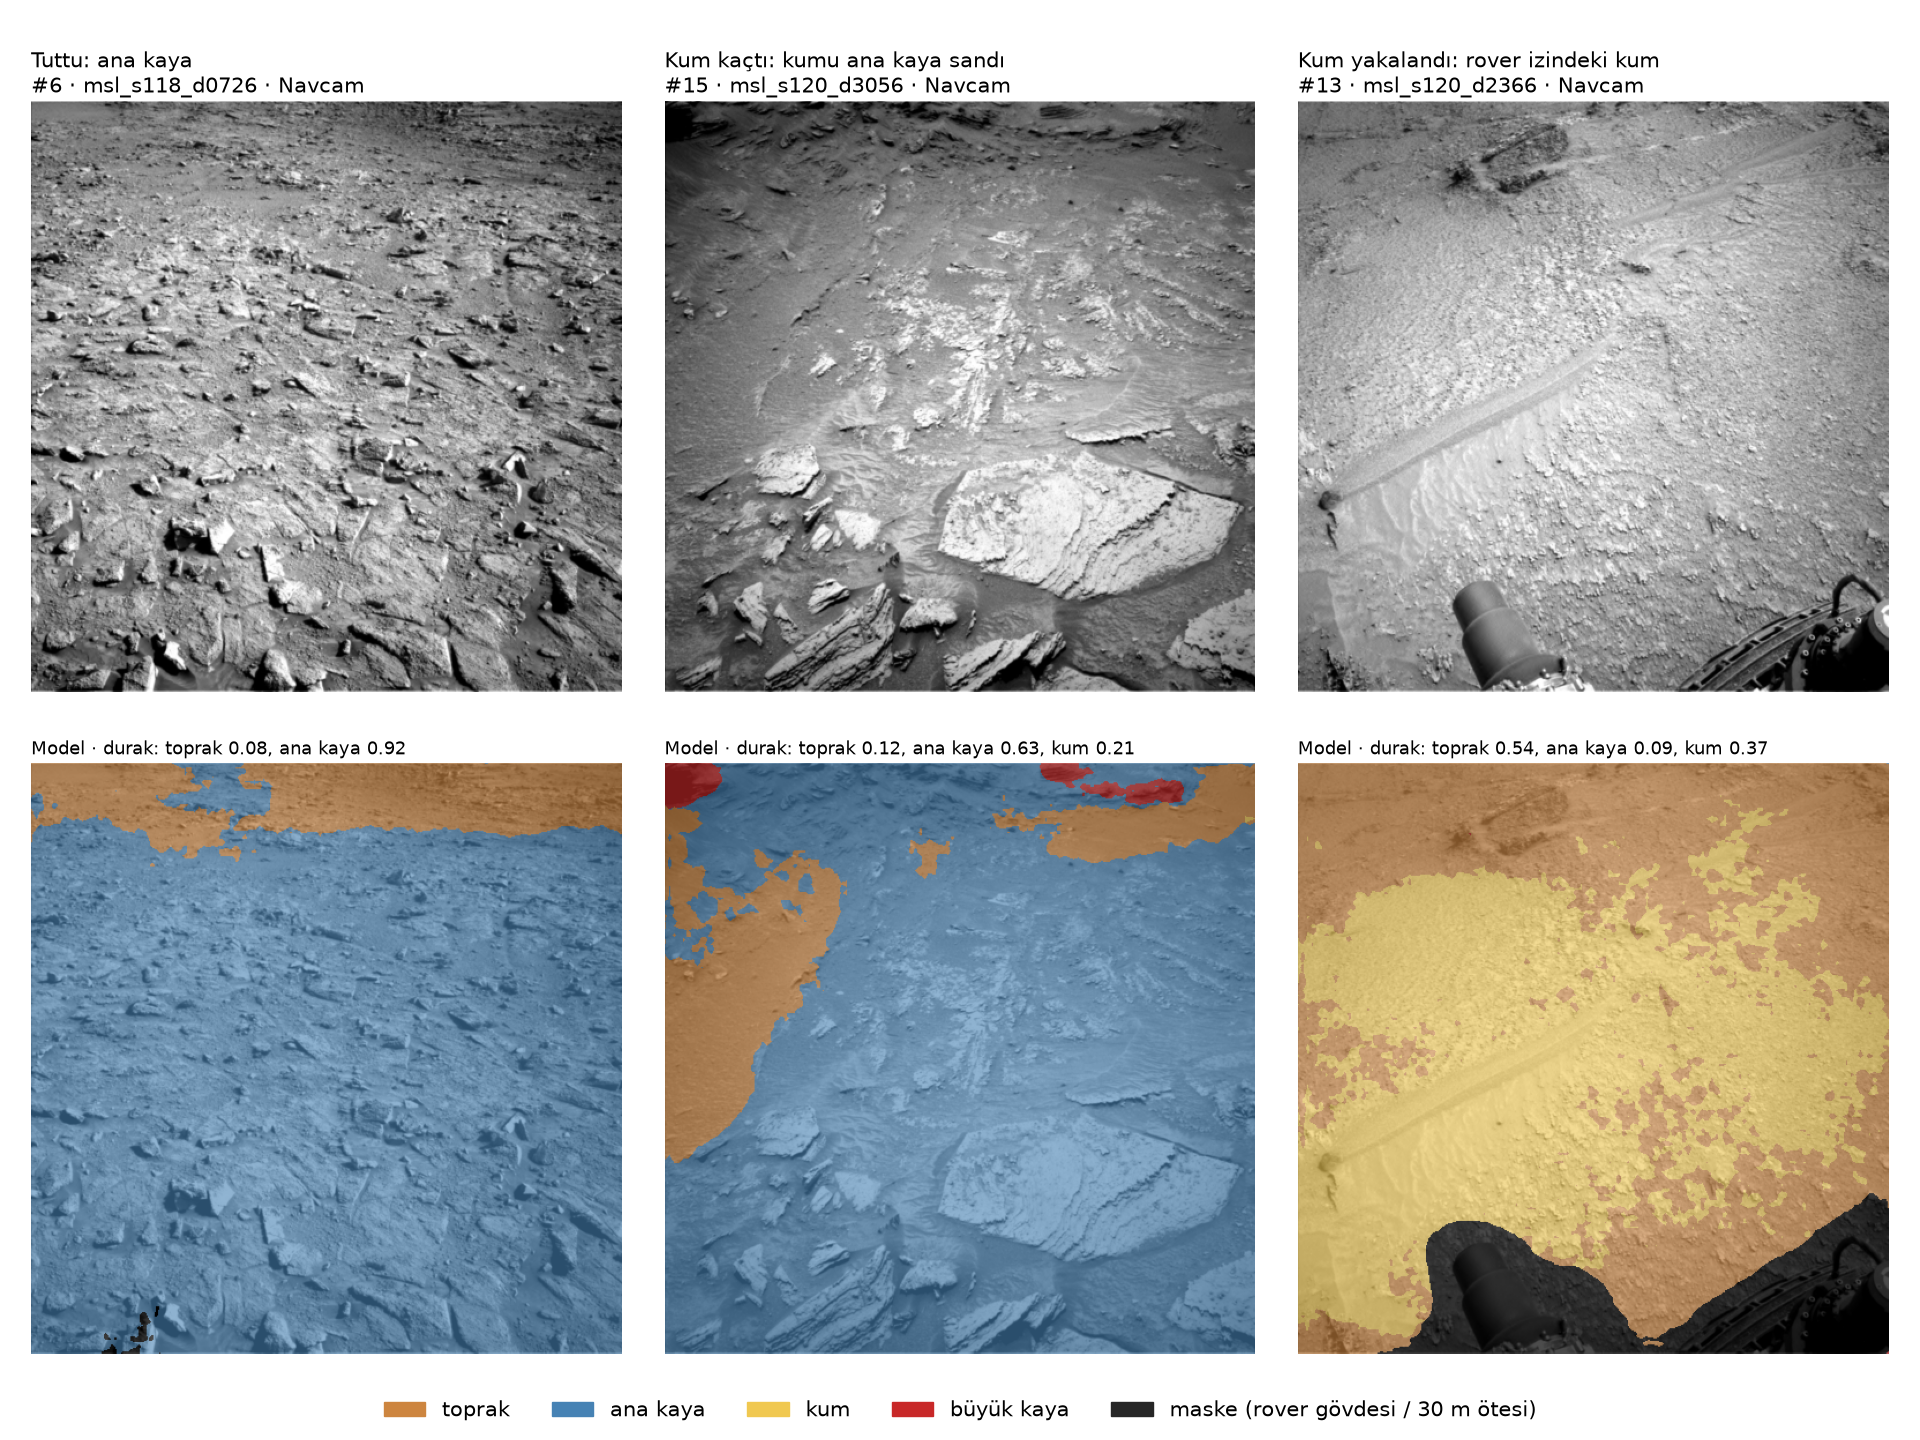 Tuttu: ana kaya
#6 · msl_s118_d0726 · Navcam
Kum kaçtı: kumu ana kaya sandı
#15 · msl_s120_d3056 · Navcam
Kum yakalandı: rover izindeki kum
#13 · msl_s120_d2366 · Navcam
Model · durak: toprak 0.08, ana kaya 0.92
Model · durak: toprak 0.12, ana kaya 0.63, kum 0.21
Model · durak: toprak 0.54, ana kaya 0.09, kum 0.37
toprak
ana kaya
kum
büyük kaya
maske (rover gövdesi / 30 m ötesi)